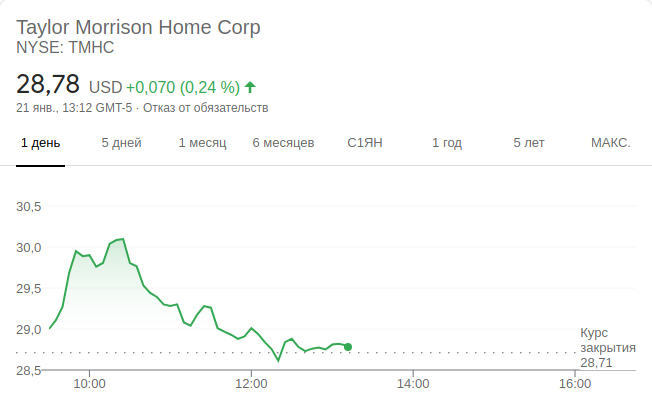 Taylor Morrison Home Corp
NYSE: TMHC
28,78 USD +0,070 (0,24 %)
21 янв., 13:12 GMT-5 · Отказ от обязательств
1 день 5 дней 1 месяц 6 месяцев С1ЯН 1 год 5 лет МАКС.
30,5
30,0
29,5
29,0
28,5
Курс
закрытия
28,71
10:00 12:00 14:00 16:00